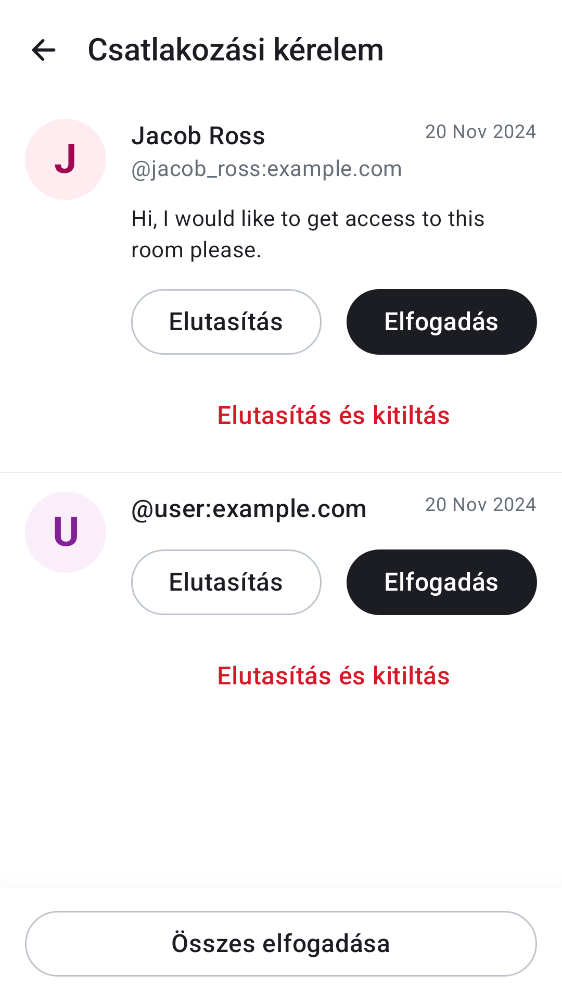 Csatlakozási kérelem
J
Jacob Ross
20 Nov 2024
@jacob_ross:example.com
Hi, I would like to get access to this
room please.
Elutasítás
Elfogadás
Elutasítás és kitiltás
U
@user:example.com
20 Nov 2024
Elutasítás
Elfogadás
Elutasítás és kitiltás
Összes elfogadása